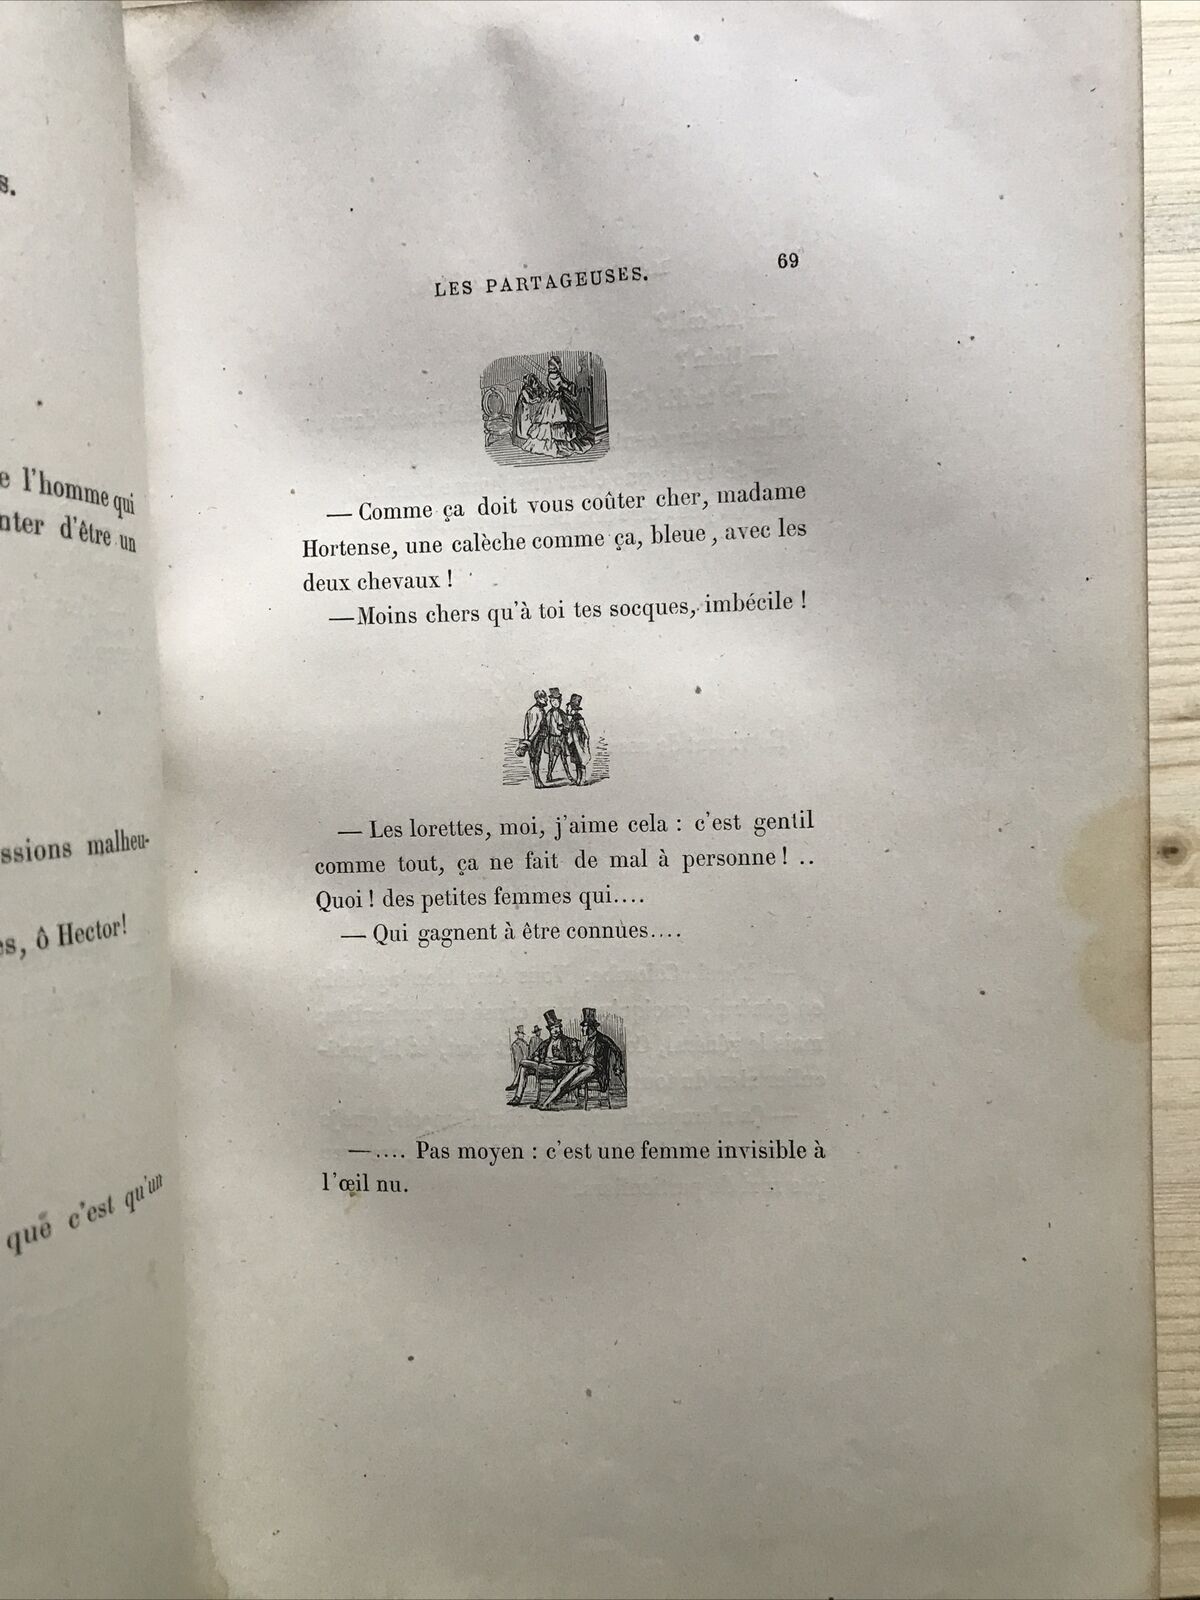 s.
e l'homme qui
nter d'être un
ssions malheu-
es, ô Hector!
que c'est qu'un
LES PARTAGEUSES. 69
— Comme ça doit vous coûter cher, madame
Hortense, une calèche comme ça, bleue, avec les
deux chevaux !
— Moins chers qu'à toi tes socques, imbécile !
— Les lorettes, moi, j'aime cela : c'est gentil
comme tout, ça ne fait de mal à personne ! ..
Quoi ! des petites femmes qui....
— Qui gagnent à être connues....
—.... Pas moyen : c'est une femme invisible à
l'œil nu.